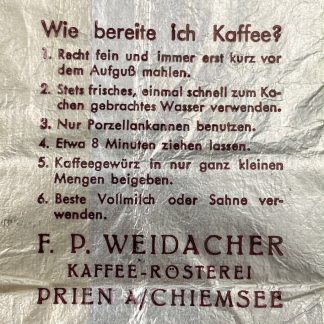 Wie bereite ich Kaffee?
1. Recht fein und immer erst kurz vor
dem Aufguß mahlen.
2. Stets frisches, einmal schnell zum Ko-
chen gebrachtes Wasser verwenden.
3. Nur Porzellankannen benutzen.
4. Etwa 8 Minuten ziehen lassen.
5. Kaffeegewürz in nur ganz kleinen
Mengen beigeben.
6. Beste Vollmilch oder Sahne ver-
wenden.
F. P. WEIDACHER
KAFFEE-RÖSTEREI
PRIEN A/CHIEMSEE